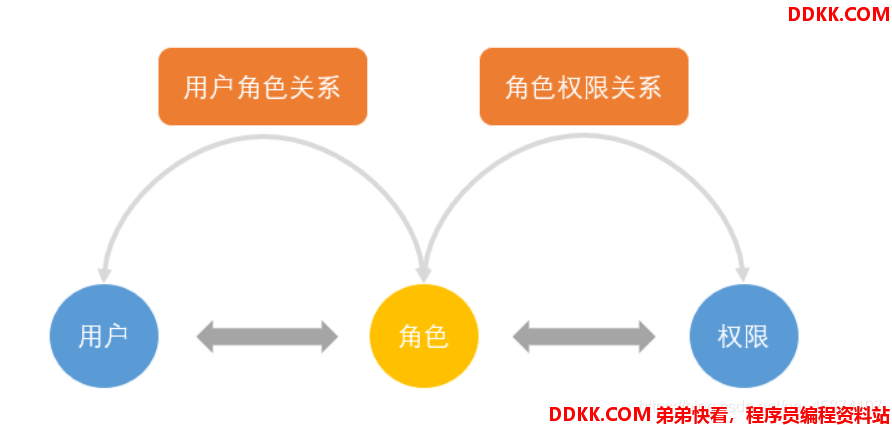 DDKK.COM
用户角色关系
角色权限关系
用户
角色
权限
DDKK.COM 弟弟快看，程序员编程资料站